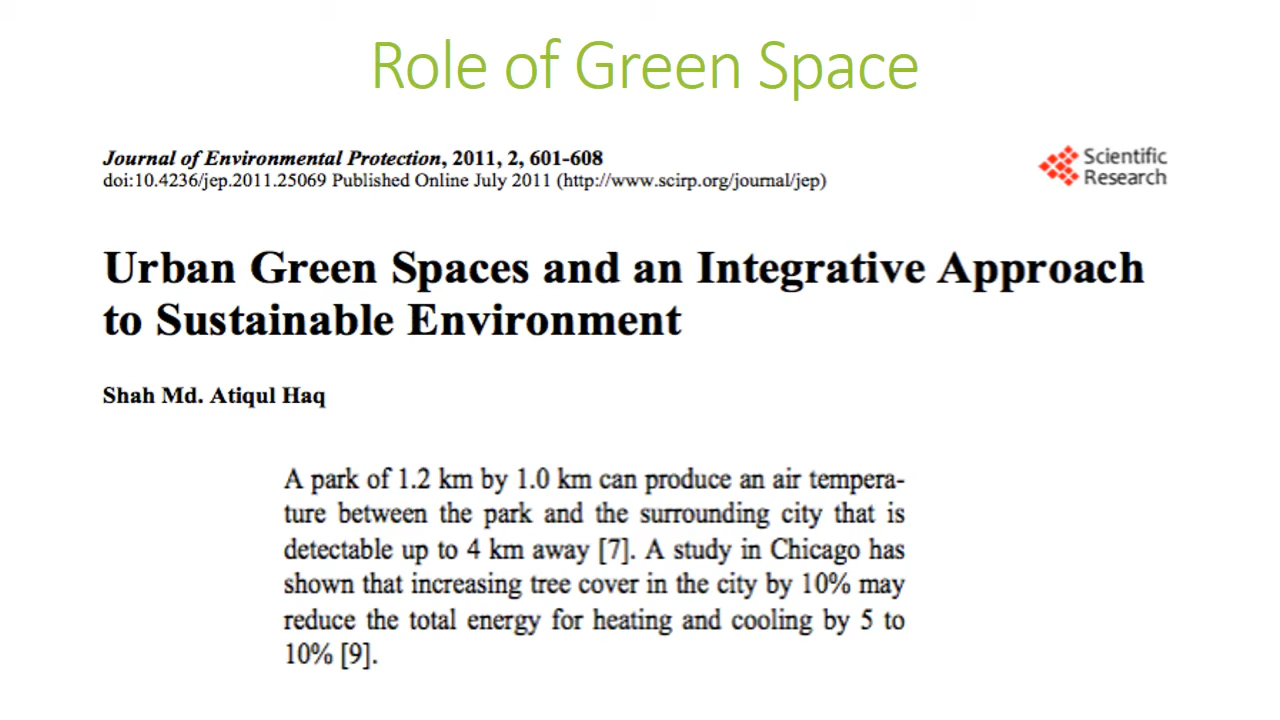 Role of Green Space
Journal of Environmental Protection, 2011, 2, 601-608
doi:10.4236/jep.2011.25069 Published Online July 2011 (http://www.scirp.org/journal/jep)
Scientific
Research
Urban Green Spaces and an Integrative Approach
to Sustainable Environment
Shah Md. Atiqul Haq
A park of 1.2 km by 1.0 km can produce an air tempera-
ture between the park and the surrounding city that is
detectable up to 4 km away [7]. A study in Chicago has
shown that increasing tree cover in the city by 10% may
reduce the total energy for heating and cooling by 5 to
10% [9].